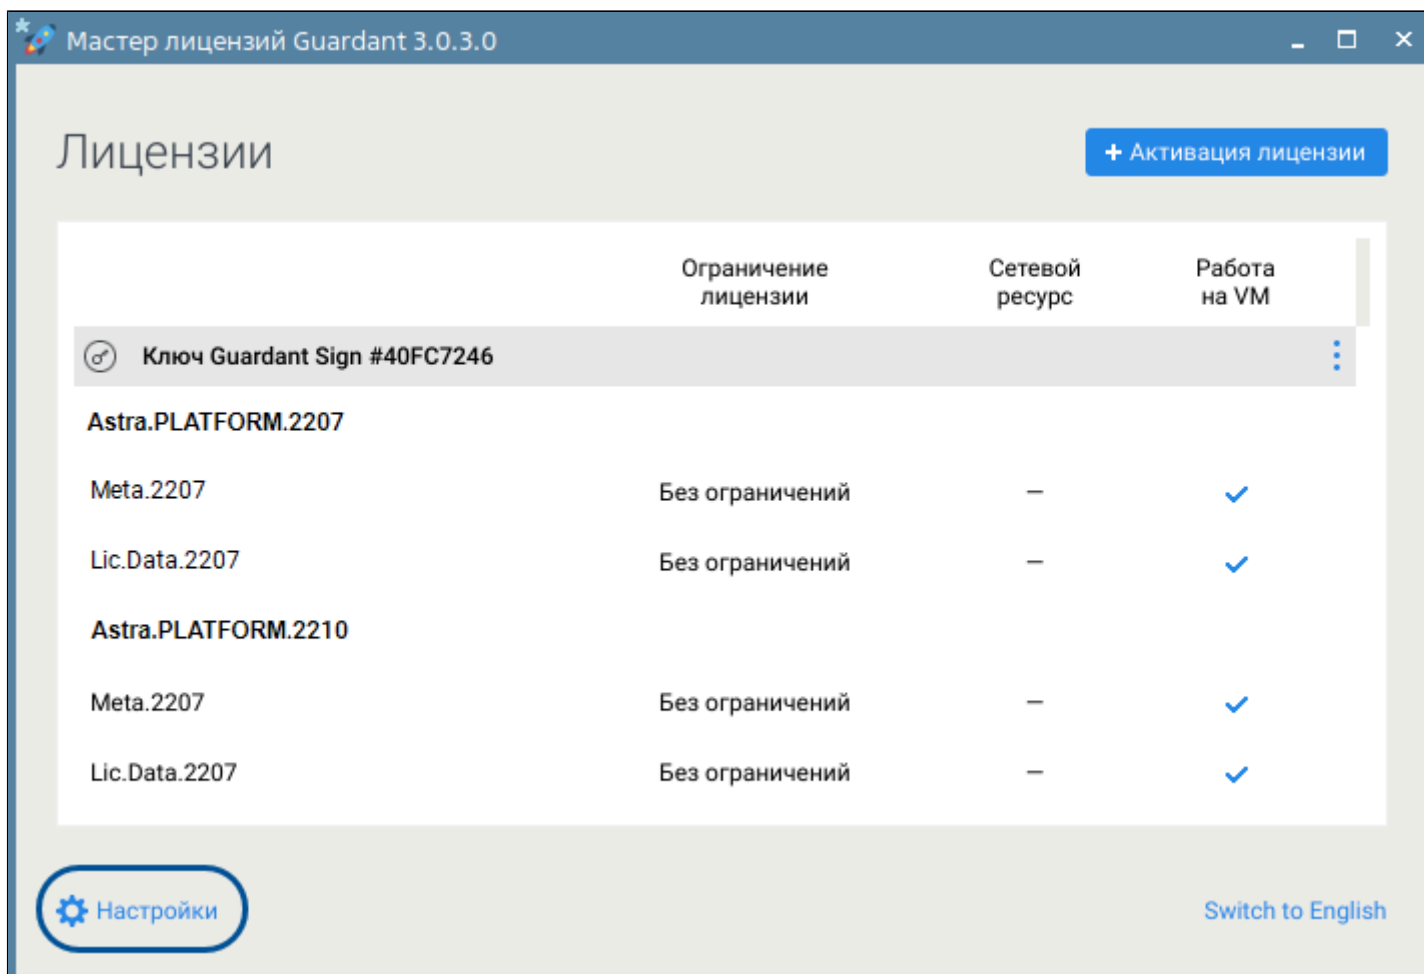 Мастер лицензий Guardant 3.0.3.0
Лицензии
+ Активация лицензии
Ограничение лицензии
Сетевой ресурс
Работа на VM
Ключ Guardant Sign #40FC7246
Astra.PLATFORM.2207
Meta.2207 Без ограничений —
Lic.Data.2207 Без ограничений —
Astra.PLATFORM.2210
Meta.2207 Без ограничений —
Lic.Data.2207 Без ограничений —
Настройки
Switch to English